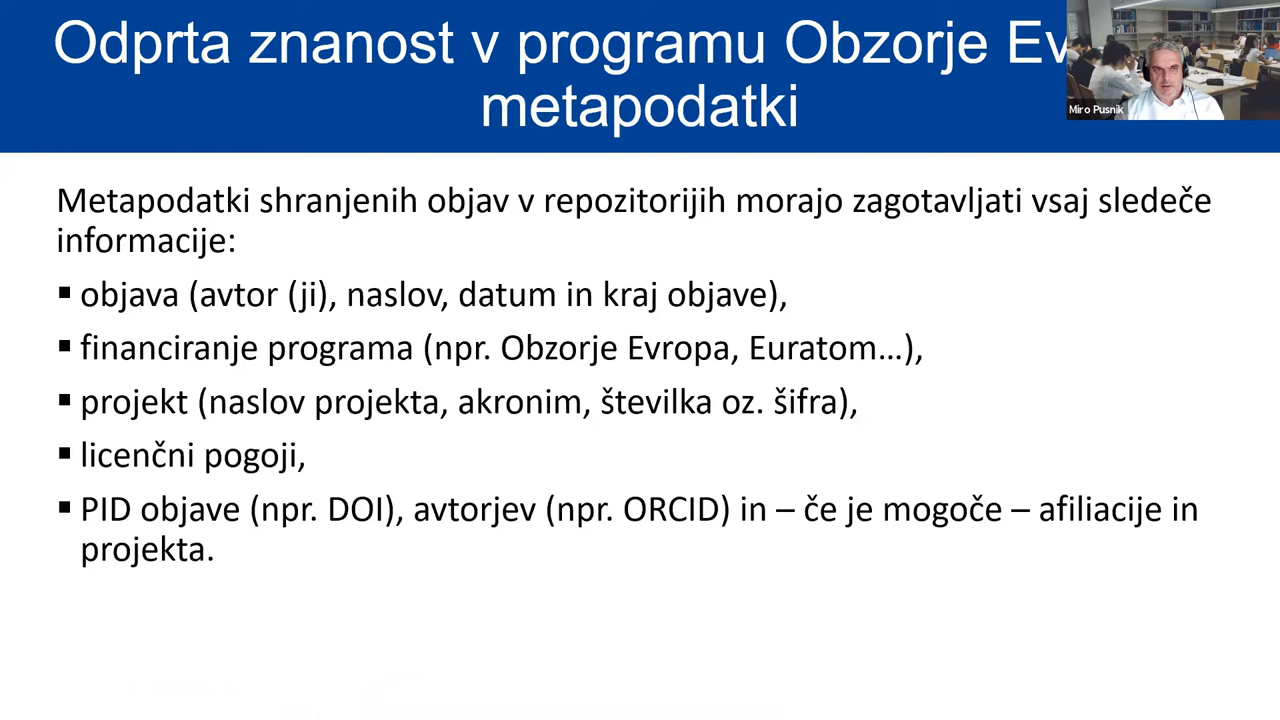 Odprta znanost v programu Obzorje Ev
metapodatki
Miro Pusnik
Metapodatki shranjenih objav v repozitorijih morajo zagotavljati vsaj sledeče
informacije:
▪ objava (avtor (ji), naslov, datum in kraj objave),
▪ financiranje programa (npr. Obzorje Evropa, Euratom…),
▪ projekt (naslov projekta, akronim, številka oz. šifra),
▪ licenčni pogoji,
▪ PID objave (npr. DOI), avtorjev (npr. ORCID) in – če je mogoče – afiliacije in
projekta.